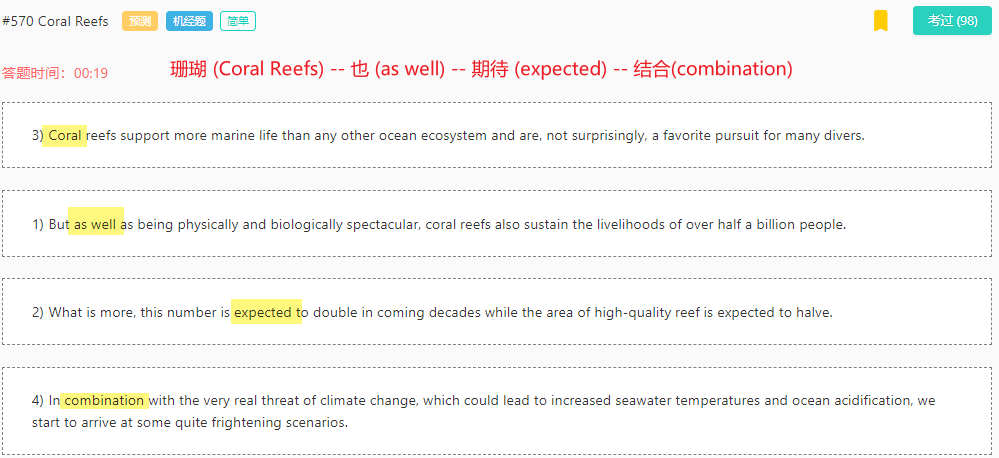 #570 Coral Reefs 预测 机经题 简单 考过 (98)
答题时间：00:19 珊瑚 (Coral Reefs) -- 也 (as well) -- 期待 (expected) -- 结合(combination)
3) Coral reefs support more marine life than any other ocean ecosystem and are, not surprisingly, a favorite pursuit for many divers.
1) But as well as being physically and biologically spectacular, coral reefs also sustain the livelihoods of over half a billion people.
2) What is more, this number is expected to double in coming decades while the area of high-quality reef is expected to halve.
4) In combination with the very real threat of climate change, which could lead to increased seawater temperatures and ocean acidification, we
start to arrive at some quite frightening scenarios.